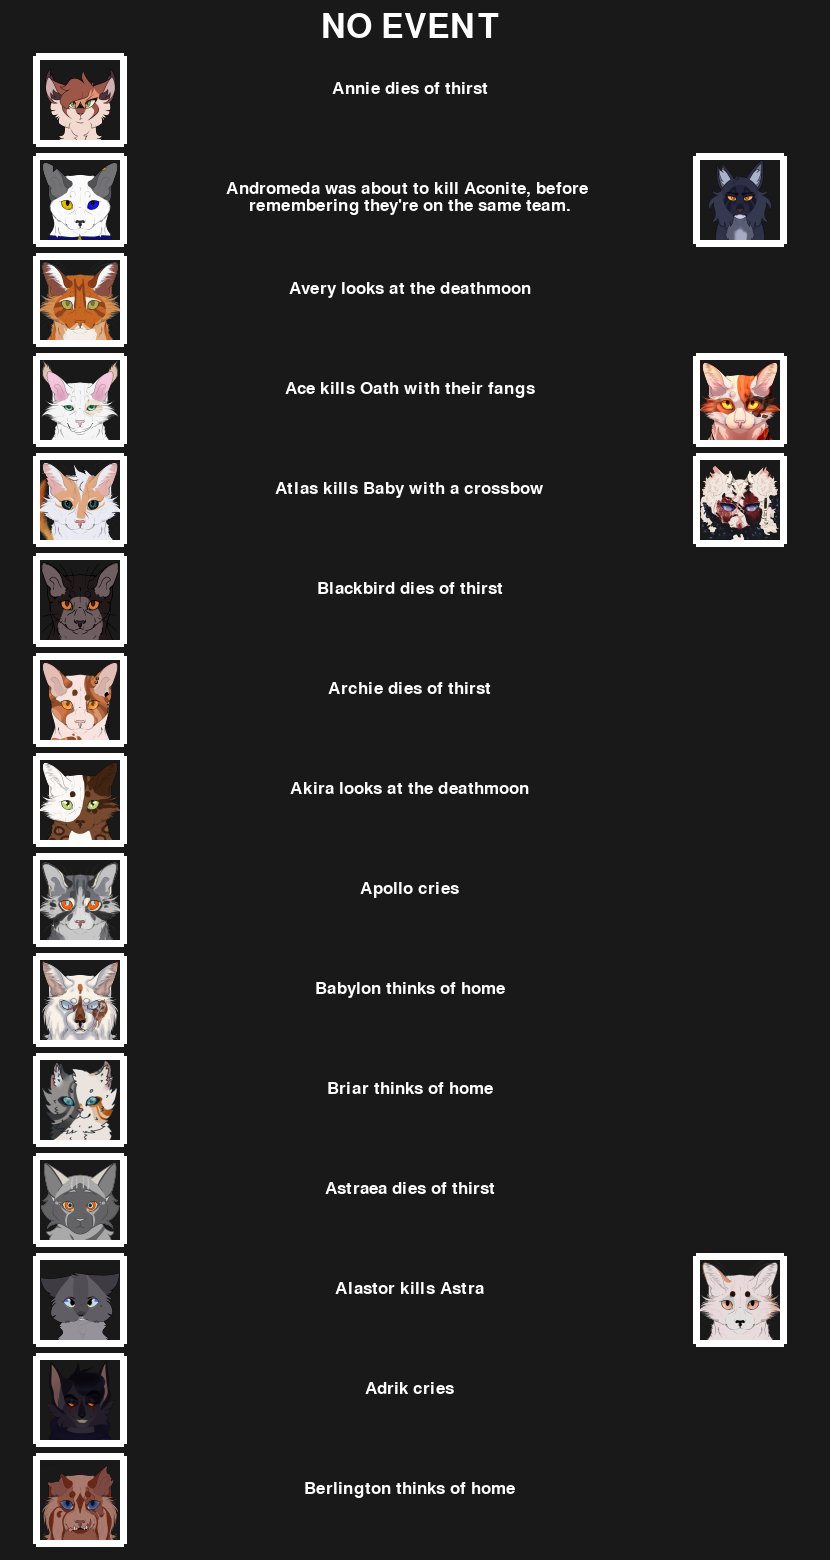 NO EVENT
Annie dies of thirst
Andromeda was about to kill Aconite, before
remembering they're on the same team.
Avery looks at the deathmoon
Ace kills Oath with their fangs
Atlas kills Baby with a crossbow
Blackbird dies of thirst
Archie dies of thirst
Akira looks at the deathmoon
Apollo cries
Babylon thinks of home
Briar thinks of home
Astraea dies of thirst
Alastor kills Astra
Adrik cries
Berlington thinks of home